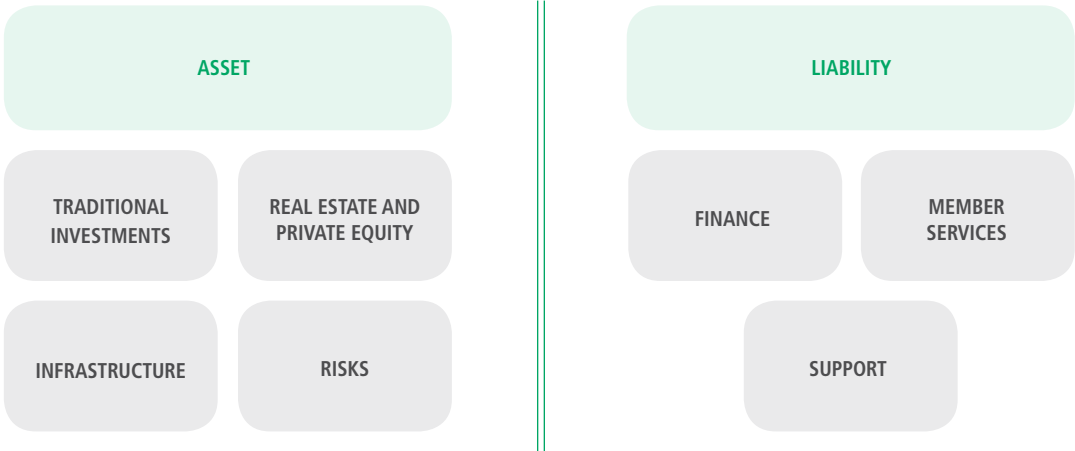 ASSET
TRADITIONAL
INVESTMENTS
REAL ESTATE AND
PRIVATE EQUITY
INFRASTRUCTURE
RISKS
LIABILITY
FINANCE
MEMBER
SERVICES
SUPPORT